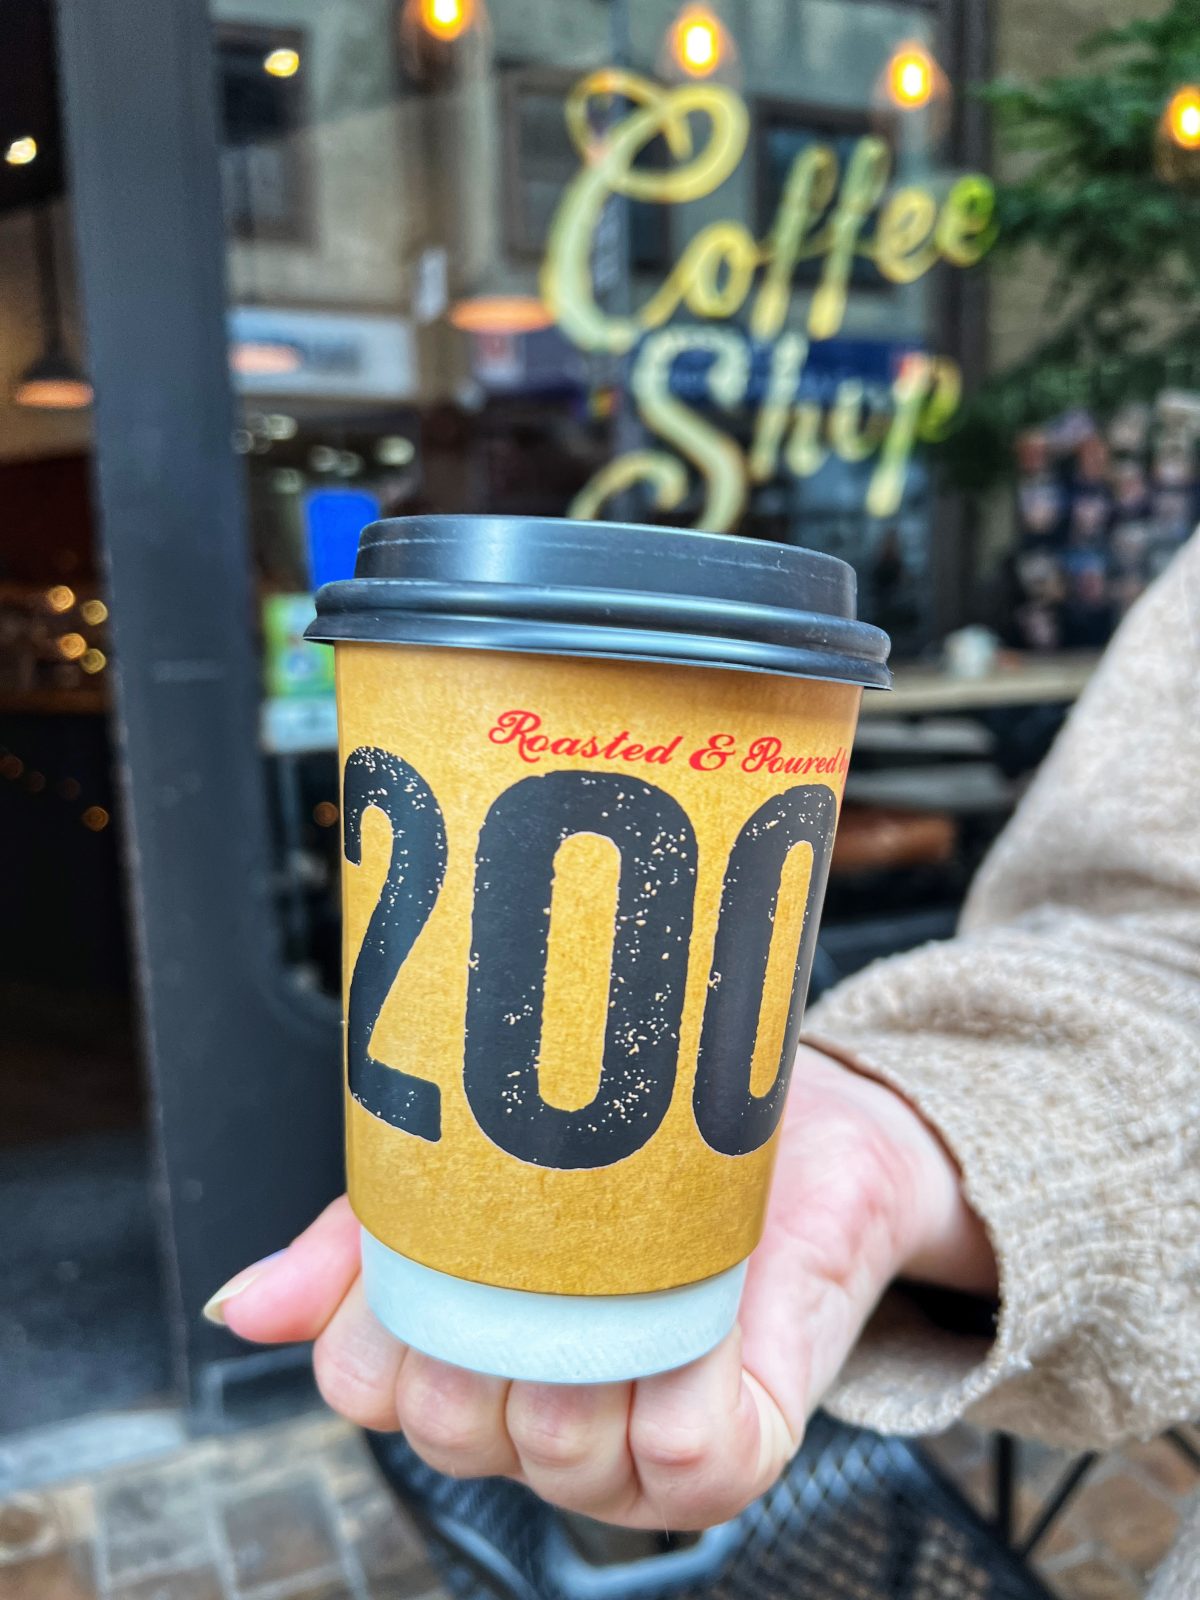 Coffee
Shop
Roasted & Poured
200